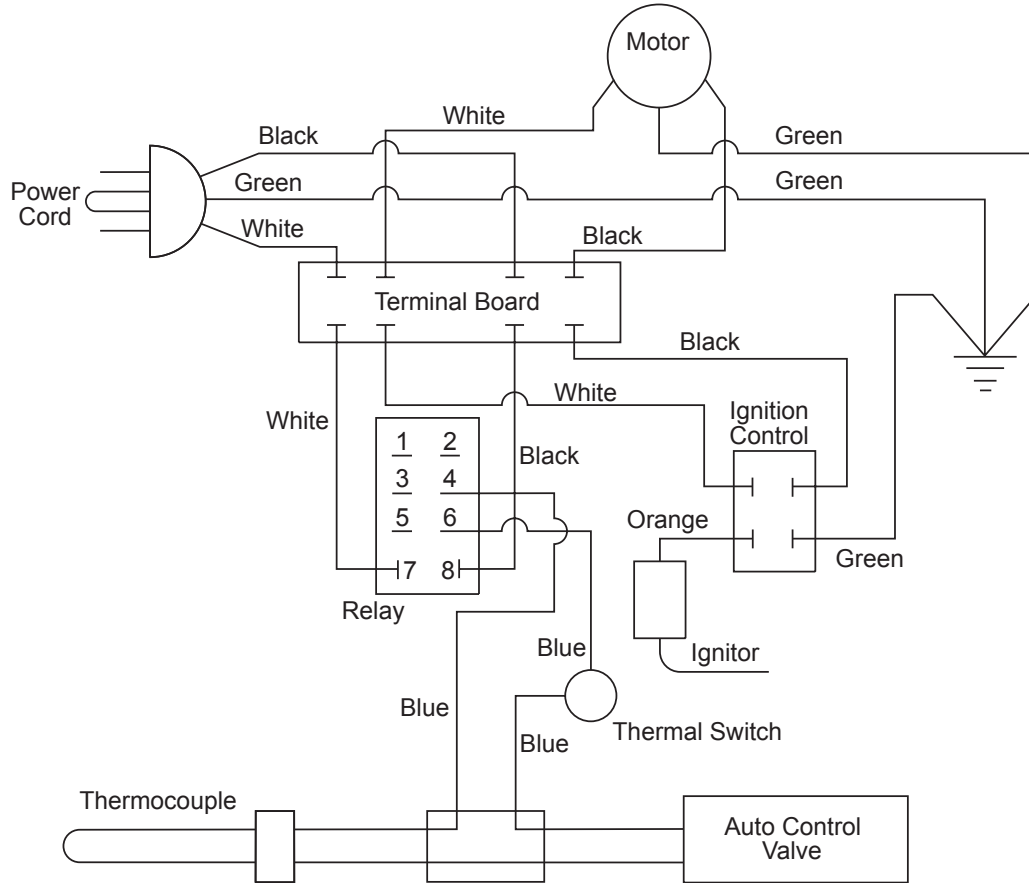 Motor
White
Black
Green
Power
Cord
Green
Green
White
Black
Terminal Board
Black
White
White
Ignition
Control
1 2
3 4
5 6
7 8
Black
Orange
Green
Relay
Blue
Ignitor
Blue
Thermal Switch
Blue
Thermocouple
Auto Control
Valve